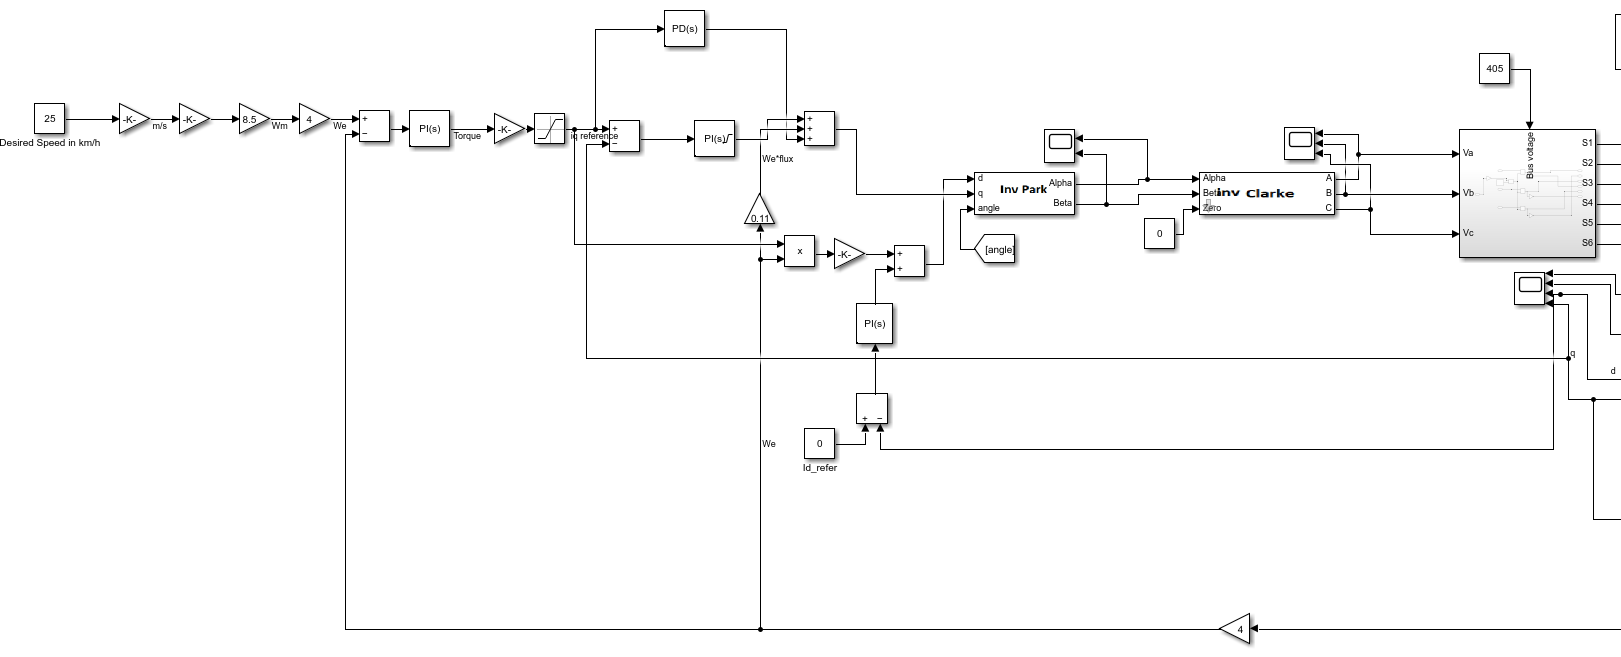 PD(s)
405
25
Desired Speed in km/h
-K-
m/s
-K-
8.5
Wm
4
We
+
−
PI(s)
Torque
-K-
iq reference
+
−
PI(s)
We*flux
+
+
+
0.11
x
-K-
+
+
PI(s)
d
q
angle
Inv Park
Alpha
Beta
[angle]
0
Alpha
Beta
Zero
Inv Clarke
A
B
C
Va
Vb
Vc
Bus voltage
S1
S2
S3
S4
S5
S6
q
d
+
−
0
Id_refer
We
4